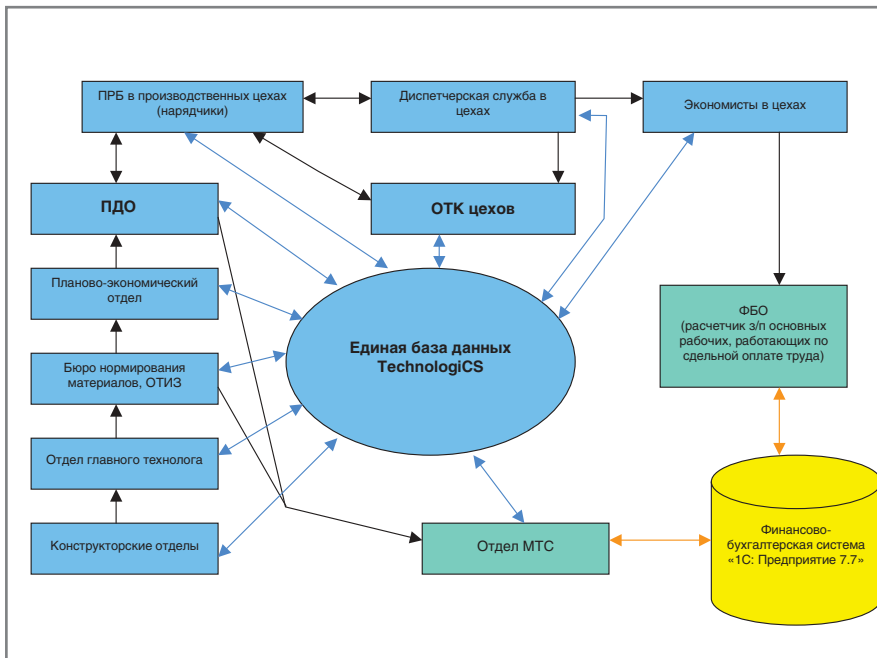 ПРБ в производственных цехах
(нарядчики)
Диспетчерская служба в
цехах
Экономисты в цехах
ПДО
ОТК цехов
Планово-экономический
отдел
ФБО
(расчетчик з/п основных
рабочих, работающих по
сдельной оплате труда)
Единая база данных
TechnologiCS
Бюро нормирования
материалов, ОТИЗ
Отдел главного технолога
Конструкторские отделы
Отдел МТС
Финансово-
бухгалтерская система
«1С: Предприятие 7.7»